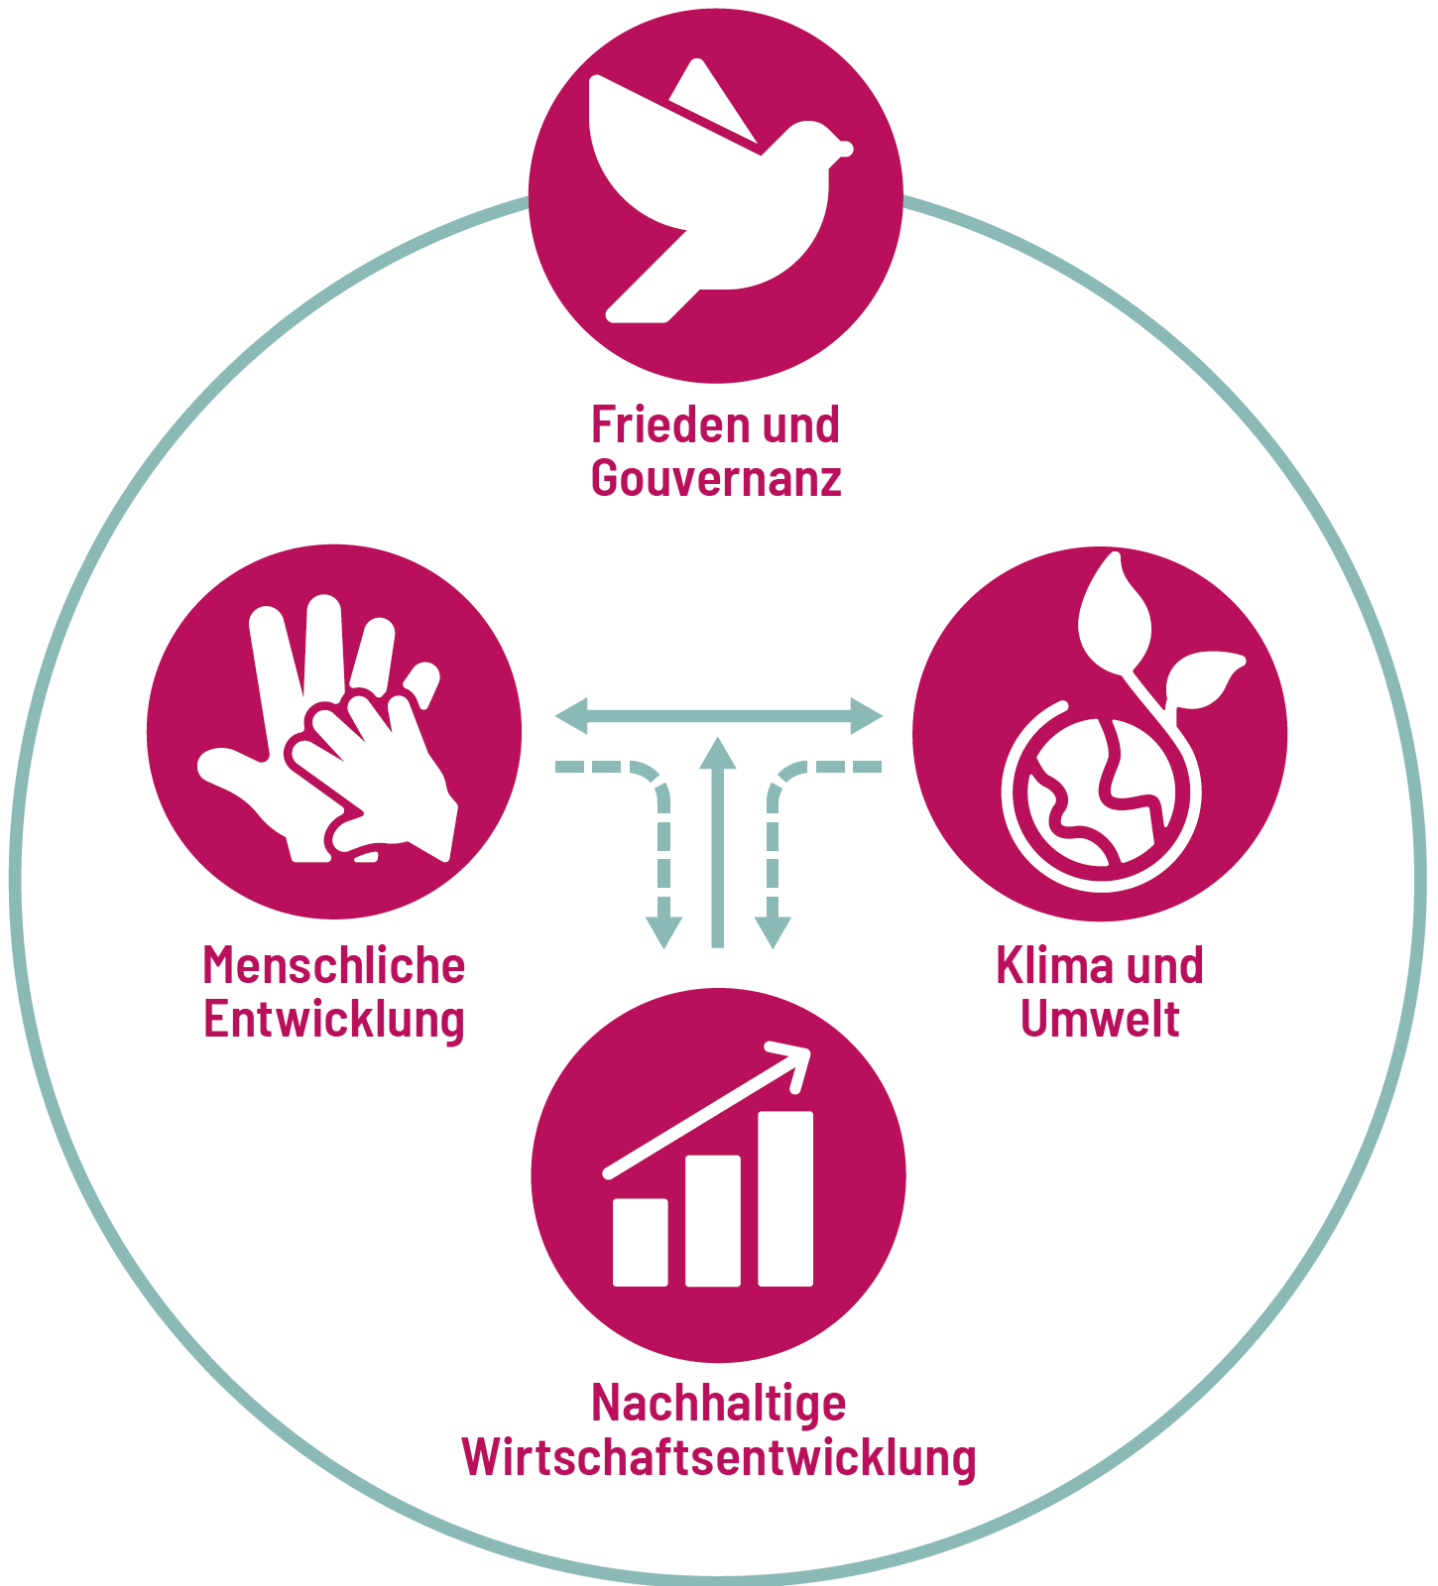 Frieden und
Gouvernanz
Menschliche
Entwicklung
Klima und
Umwelt
Nachhaltige
Wirtschaftsentwicklung